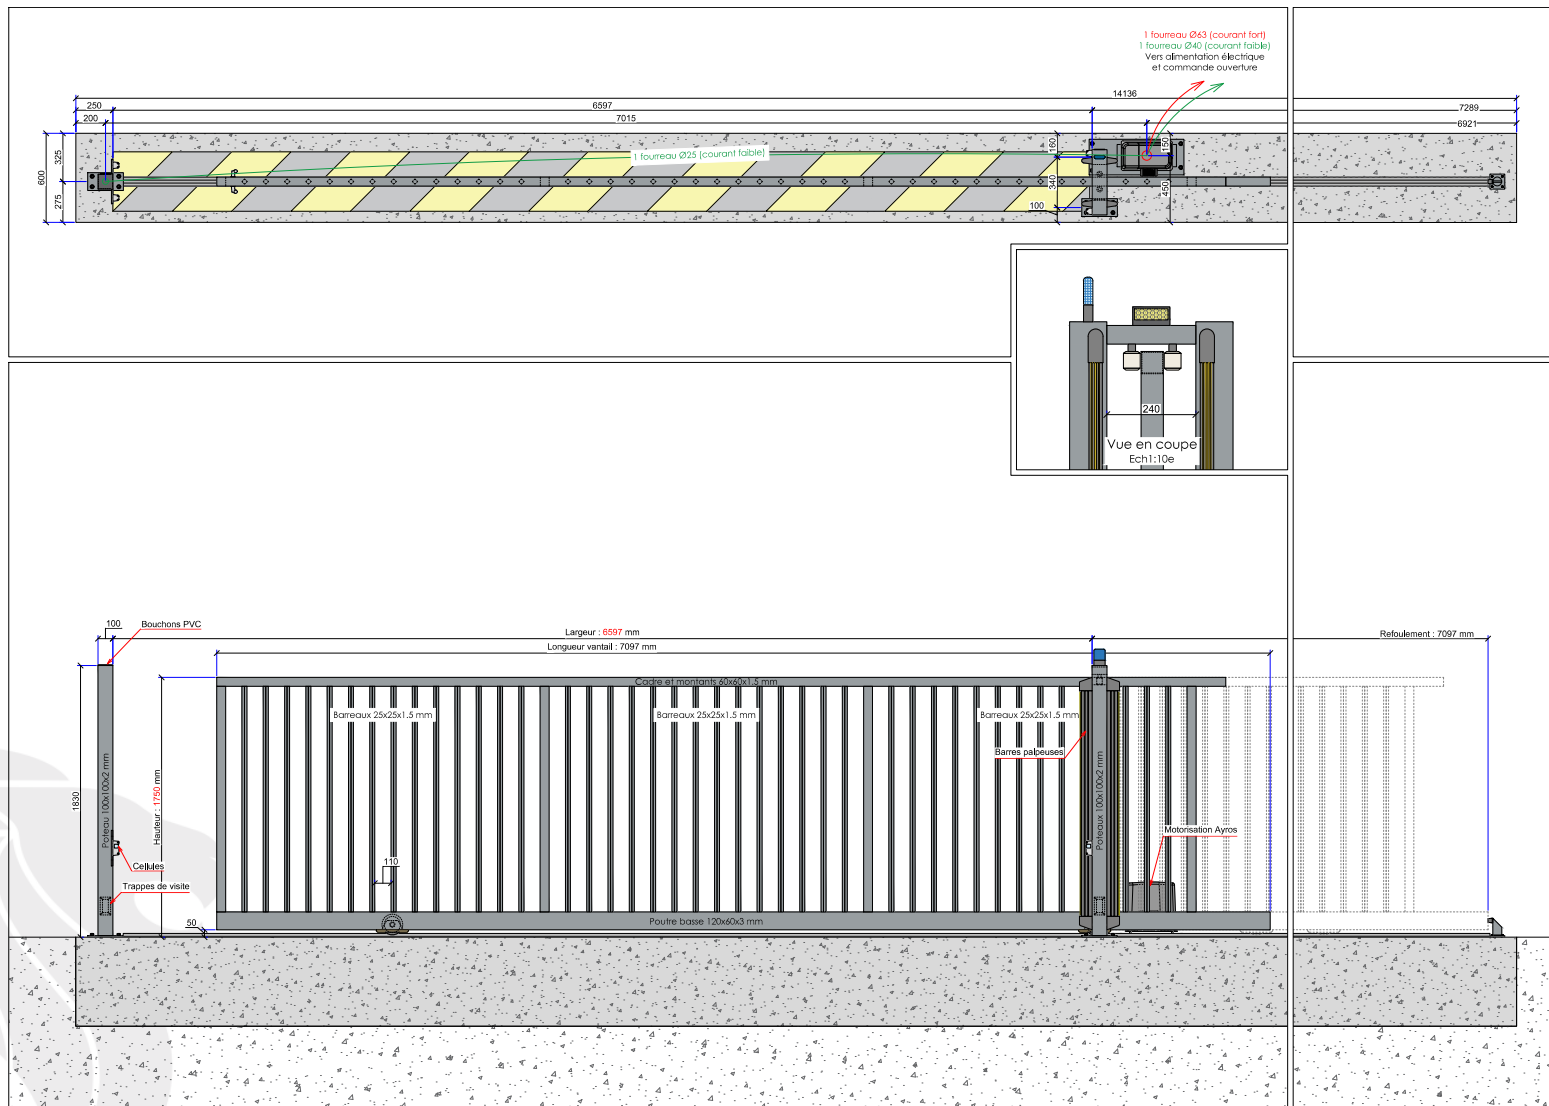 1 fourreau Ø63 (courant fort)
1 fourreau Ø40 (courant faible)
Vers alimentation électrique
et commande ouverture
14136
250
6597
7289
200
7015
6921
600
325
275
1 fourreau Ø25 (courant faible)
160
340
100
150
450
240
Vue en coupe
Ech1:10e
100
Bouchons PVC
Largeur : 6597 mm
Refoulement : 7097 mm
Longueur vantail : 7097 mm
Cadre et montants 60x60x1.5 mm
Barreaux 25x25x1.5 mm
Barreaux 25x25x1.5 mm
Barreaux 25x25x1.5 mm
Barres palpeuses
1830
Poteau 100x100x2 mm
Hauteur : 1750 mm
Poteaux 100x100x2 mm
Motorisation Ayros
Cellules
110
Trappes de visite
50
Poutre basse 120x60x3 mm